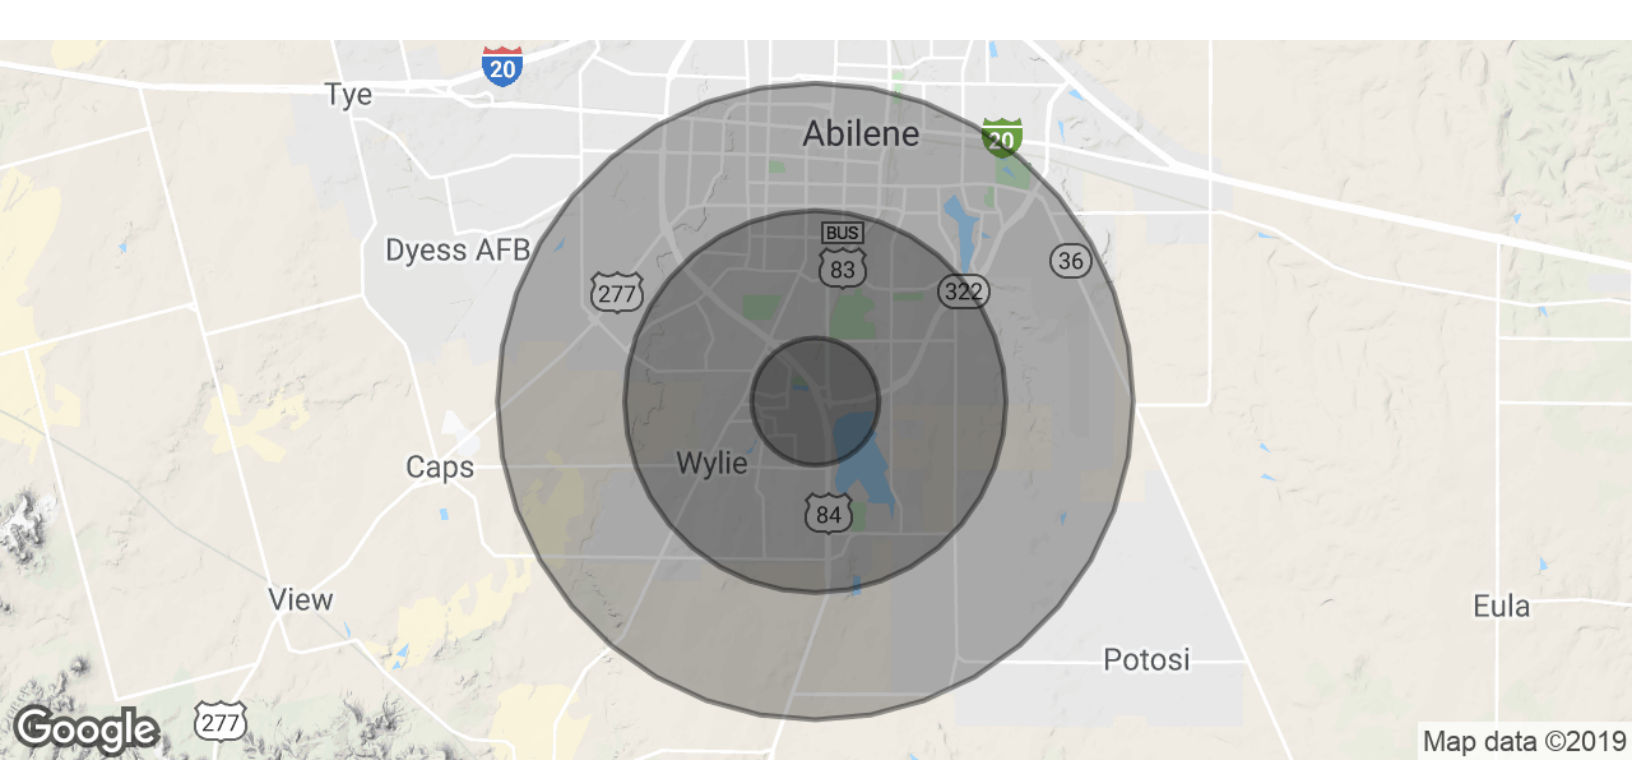 20
Tye
Abilene
20
BUS
Dyess AFB
83
36
277
322
Wylie
Caps
84
View
Eula
Potosi
Google
277
Map data ©2019